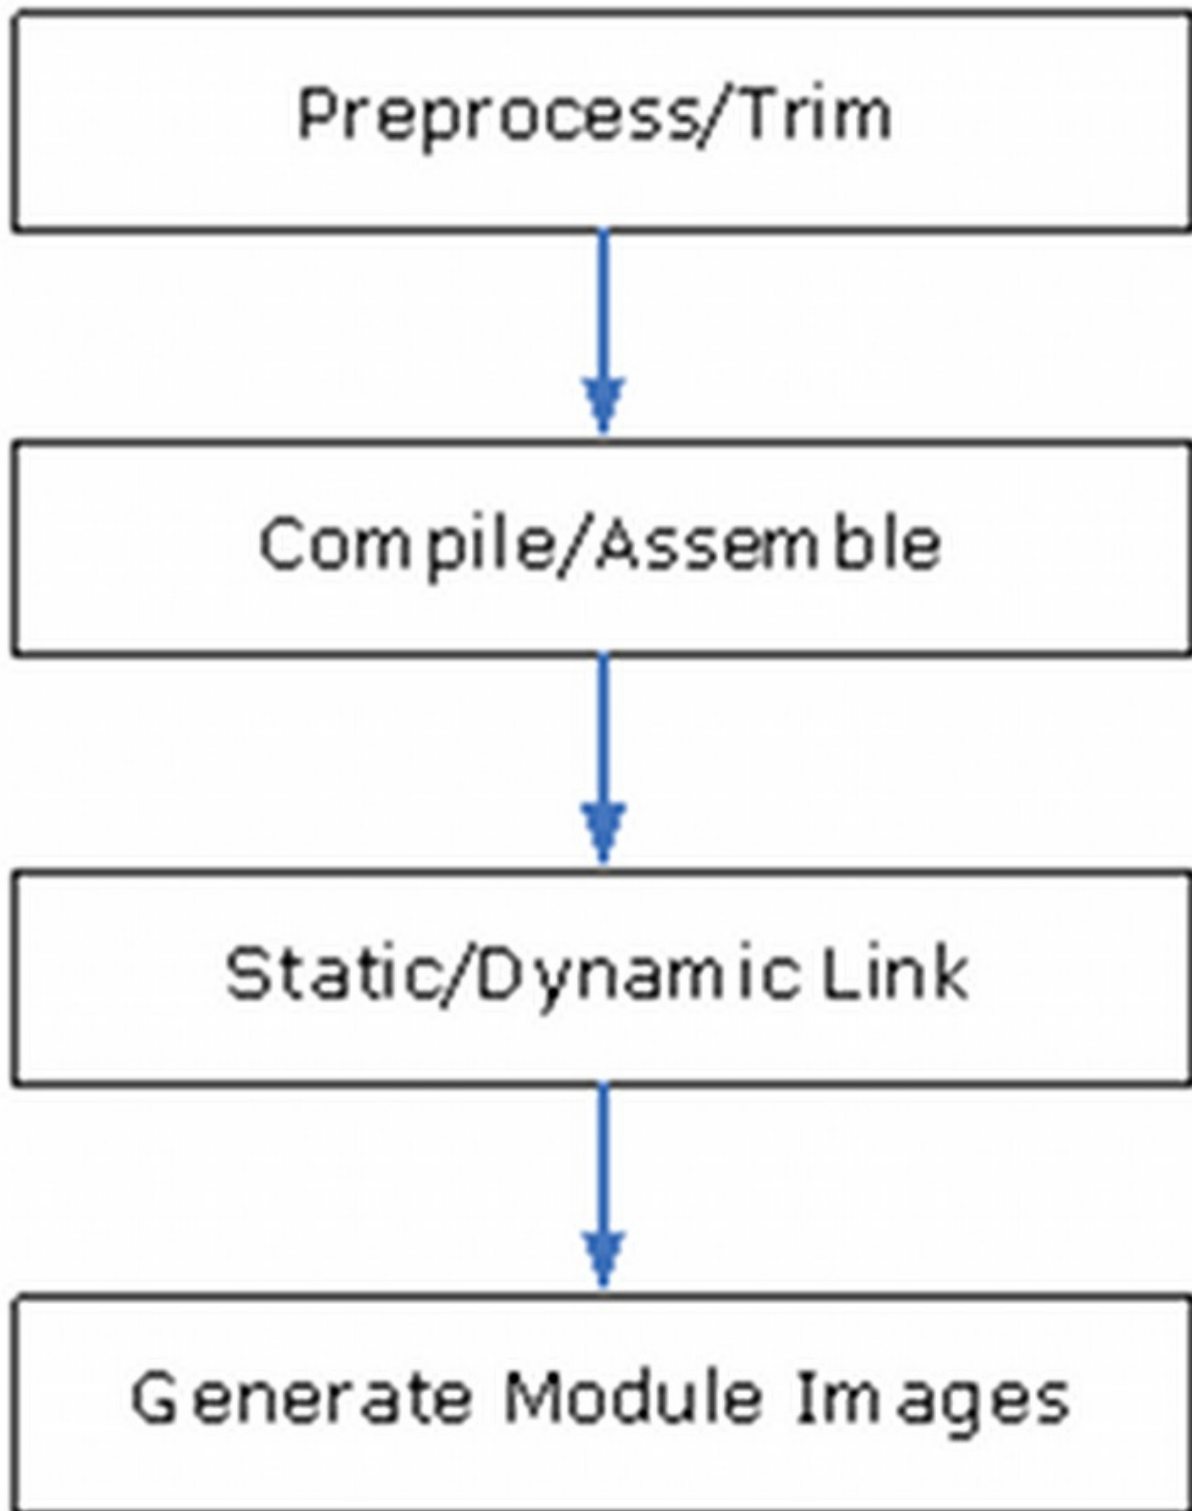 Preprocess/Trim
Compile/Assemble
Static/Dynamic Link
Generate Module Images